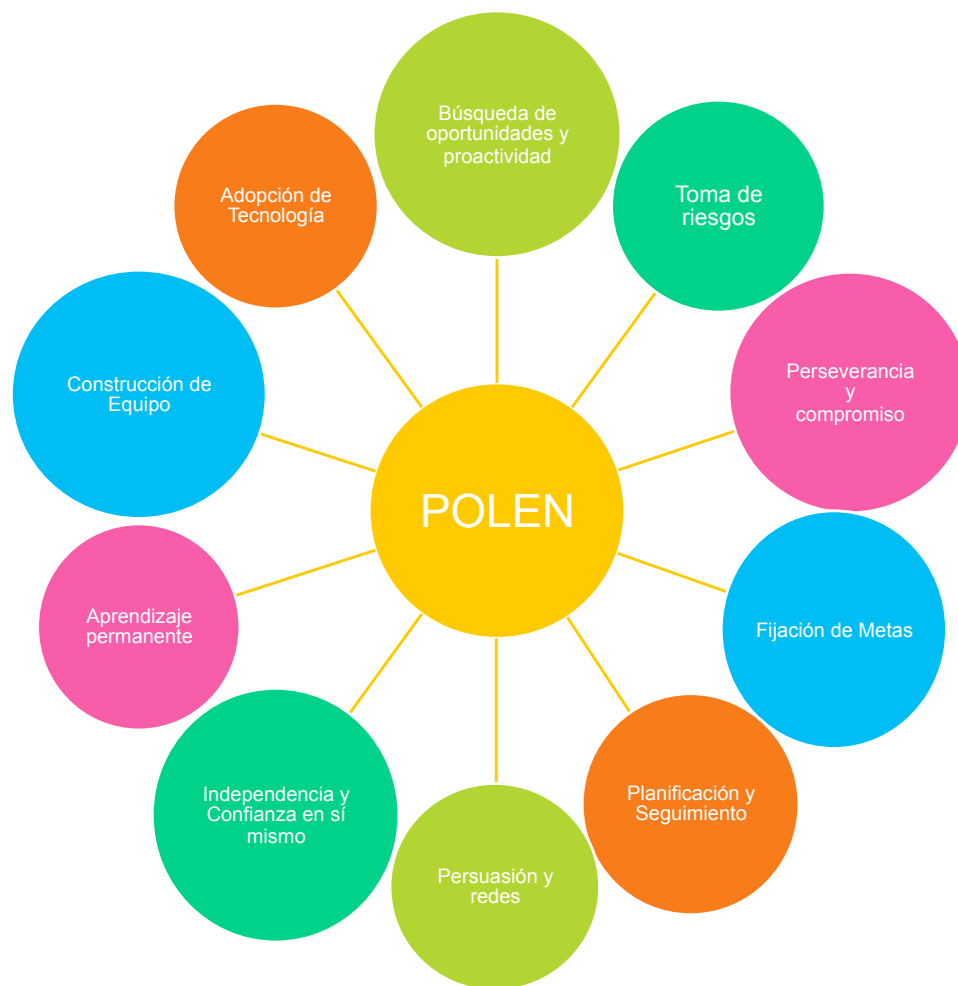 Búsqueda de
oportunidades y
proactividad
Toma de
riesgos
Perseverancia
y
compromiso
Fijación de Metas
Planificación y
Seguimiento
Persuasión y
redes
Independencia y
Confianza en sí
mismo
Aprendizaje
permanente
Construcción de
Equipo
Adopción de
Tecnología
POLEN